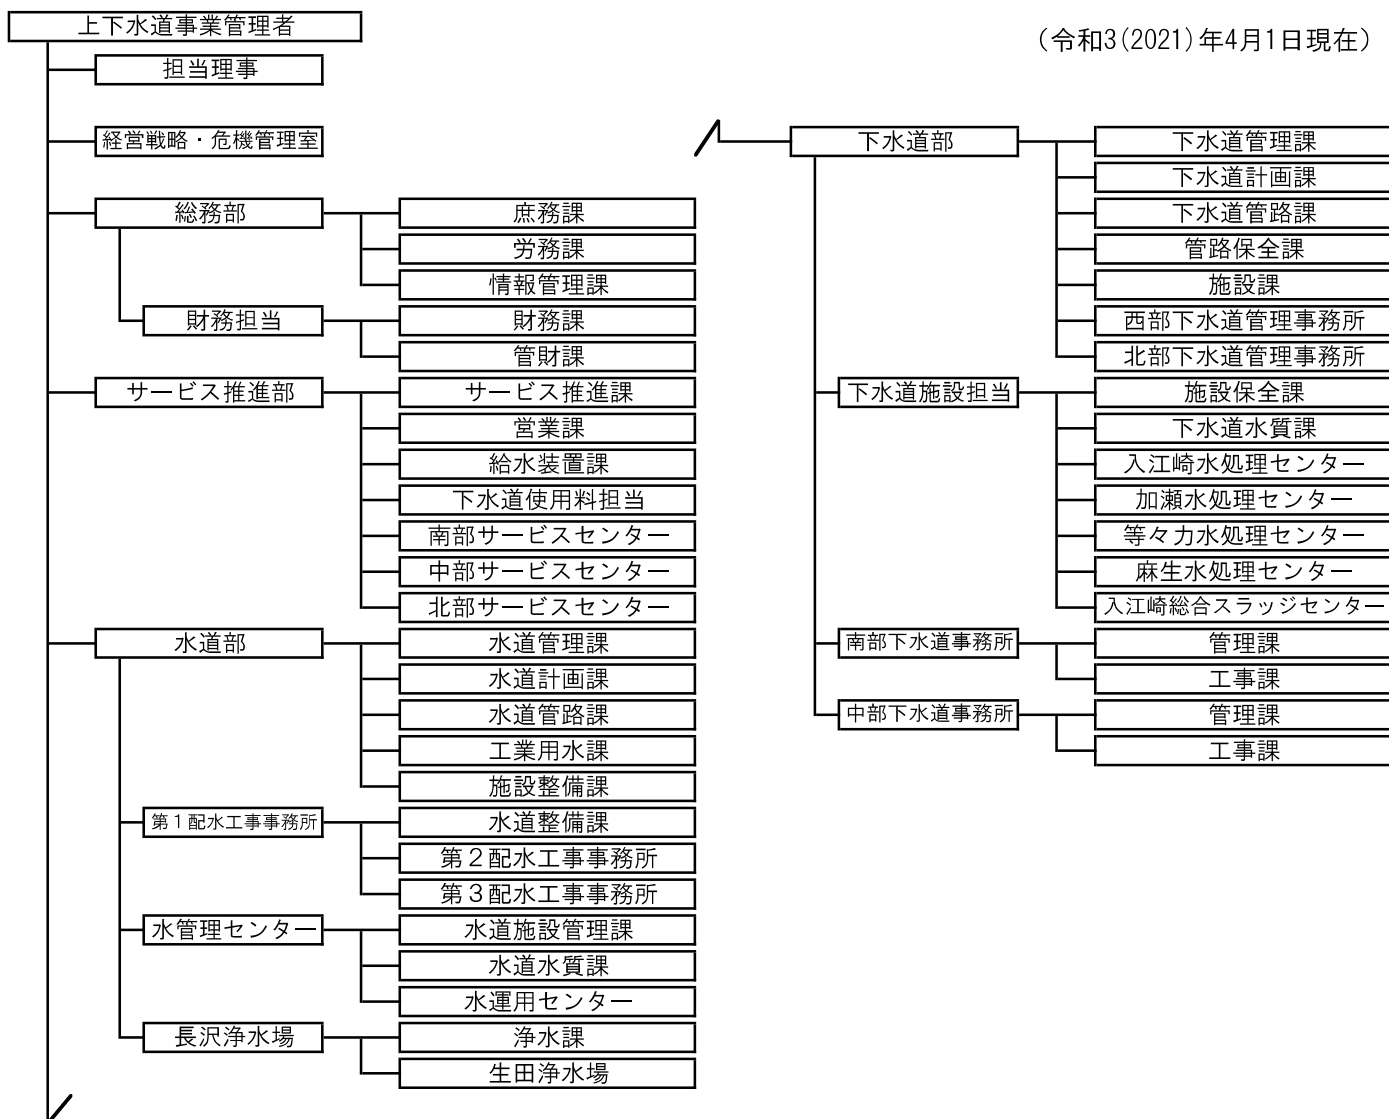 上下水道事業管理者
（令和3(2021)年4月1日現在）
担当理事
経営戦略・危機管理室
総務部
庶務課
労務課
情報管理課
財務担当
財務課
管財課
サービス推進部
サービス推進課
営業課
給水装置課
下水道使用料担当
南部サービスセンター
中部サービスセンター
北部サービスセンター
水道部
水道管理課
水道計画課
水道管路課
工業用水課
施設整備課
第１配水工事事務所
水道整備課
第２配水工事事務所
第３配水工事事務所
水管理センター
水道施設管理課
水道水質課
水運用センター
長沢浄水場
浄水課
生田浄水場
下水道部
下水道管理課
下水道計画課
下水道管路課
管路保全課
施設課
西部下水道管理事務所
北部下水道管理事務所
下水道施設担当
施設保全課
下水道水質課
入江崎水処理センター
加瀬水処理センター
等々力水処理センター
麻生水処理センター
入江崎総合スラッジセンター
南部下水道事務所
管理課
工事課
中部下水道事務所
管理課
工事課